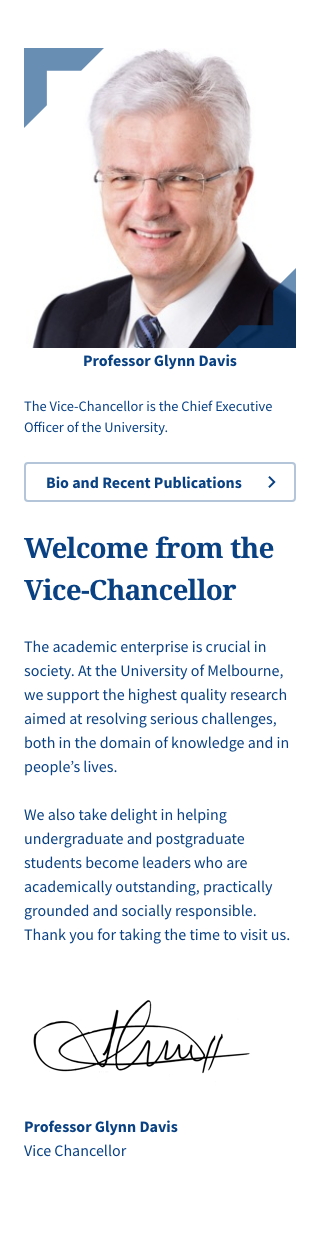 Professor Glynn Davis
The Vice-Chancellor is the Chief Executive
Officer of the University.
Bio and Recent Publications
Welcome from the
Vice-Chancellor
The academic enterprise is crucial in
society. At the University of Melbourne,
we support the highest quality research
aimed at resolving serious challenges,
both in the domain of knowledge and in
people’s lives.
We also take delight in helping
undergraduate and postgraduate
students become leaders who are
academically outstanding, practically
grounded and socially responsible.
Thank you for taking the time to visit us.
Professor Glynn Davis
Vice Chancellor